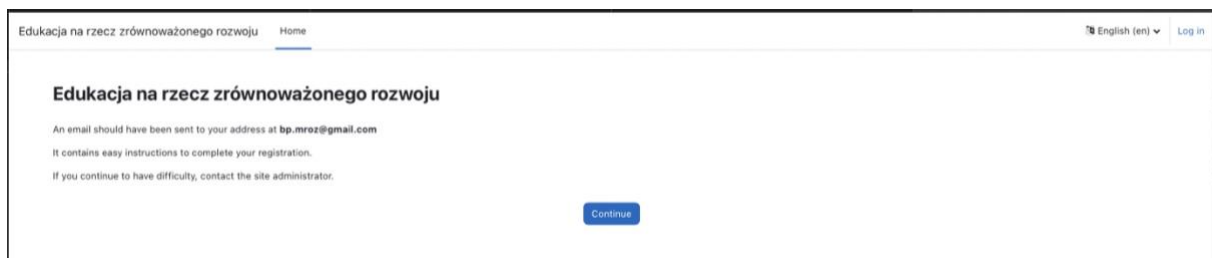 Edukacja na rzecz zrównoważonego rozwoju Home English (en) Log in
Edukacja na rzecz zrównoważonego rozwoju
An email should have been sent to your address at bp.mroz@gmail.com
It contains easy instructions to complete your registration.
If you continue to have difficulty, contact the site administrator.
Continue